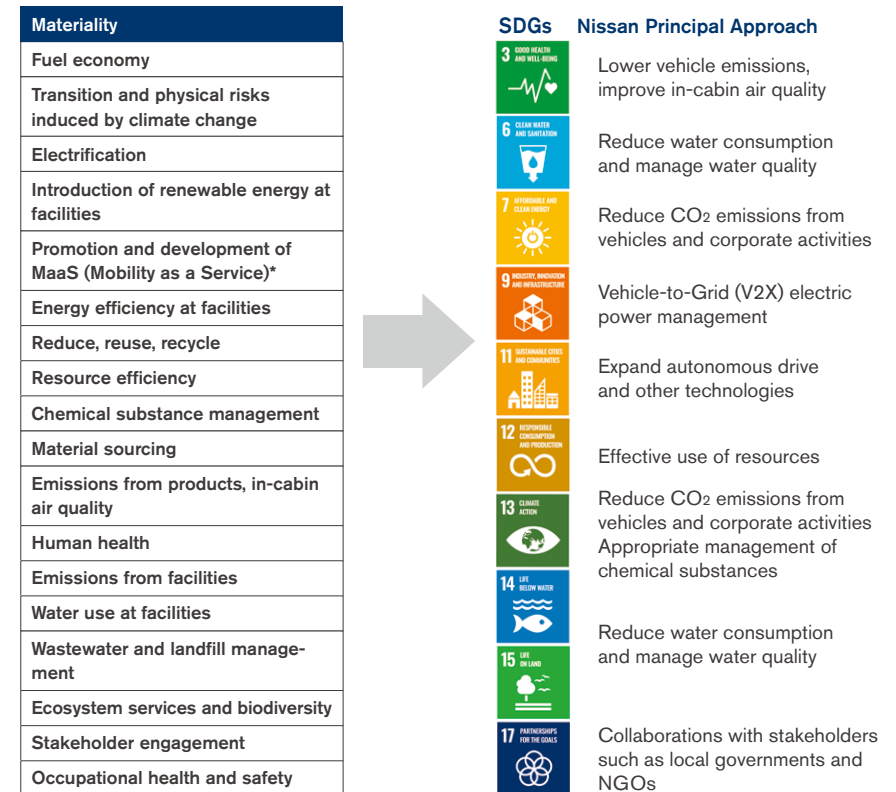 Materiality
Fuel economy
Transition and physical risks
induced by climate change
Electrification
Introduction of renewable energy at
facilities
Promotion and development of
MaaS (Mobility as a Service)*
Energy efficiency at facilities
Reduce, reuse, recycle
Resource efficiency
Chemical substance management
Material sourcing
Emissions from products, in-cabin
air quality
Human health
Emissions from facilities
Water use at facilities
Wastewater and landfill manage-
ment
Ecosystem services and biodiversity
Stakeholder engagement
Occupational health and safety
SDGs Nissan Principal Approach
3 GOOD HEALTH
AND WELL-BEING
Lower vehicle emissions,
improve in-cabin air quality
6 CLEAN WATER
AND SANITATION
Reduce water consumption
and manage water quality
7 AFFORDABLE AND
CLEAN ENERGY
Reduce CO2 emissions from
vehicles and corporate activities
9 INDUSTRY, INNOVATION
AND INFRASTRUCTURE
Vehicle-to-Grid (V2X) electric
power management
11 SUSTAINABLE CITIES
AND COMMUNITIES
Expand autonomous drive
and other technologies
12 RESPONSIBLE
CONSUMPTION
AND PRODUCTION
Effective use of resources
13 CLIMATE
ACTION
Reduce CO2 emissions from
vehicles and corporate activities
Appropriate management of
chemical substances
14 LIFE
BELOW WATER
15 LIFE
ON LAND
Reduce water consumption
and manage water quality
17 PARTNERSHIPS
FOR THE GOALS
Collaborations with stakeholders
such as local governments and
NGOs